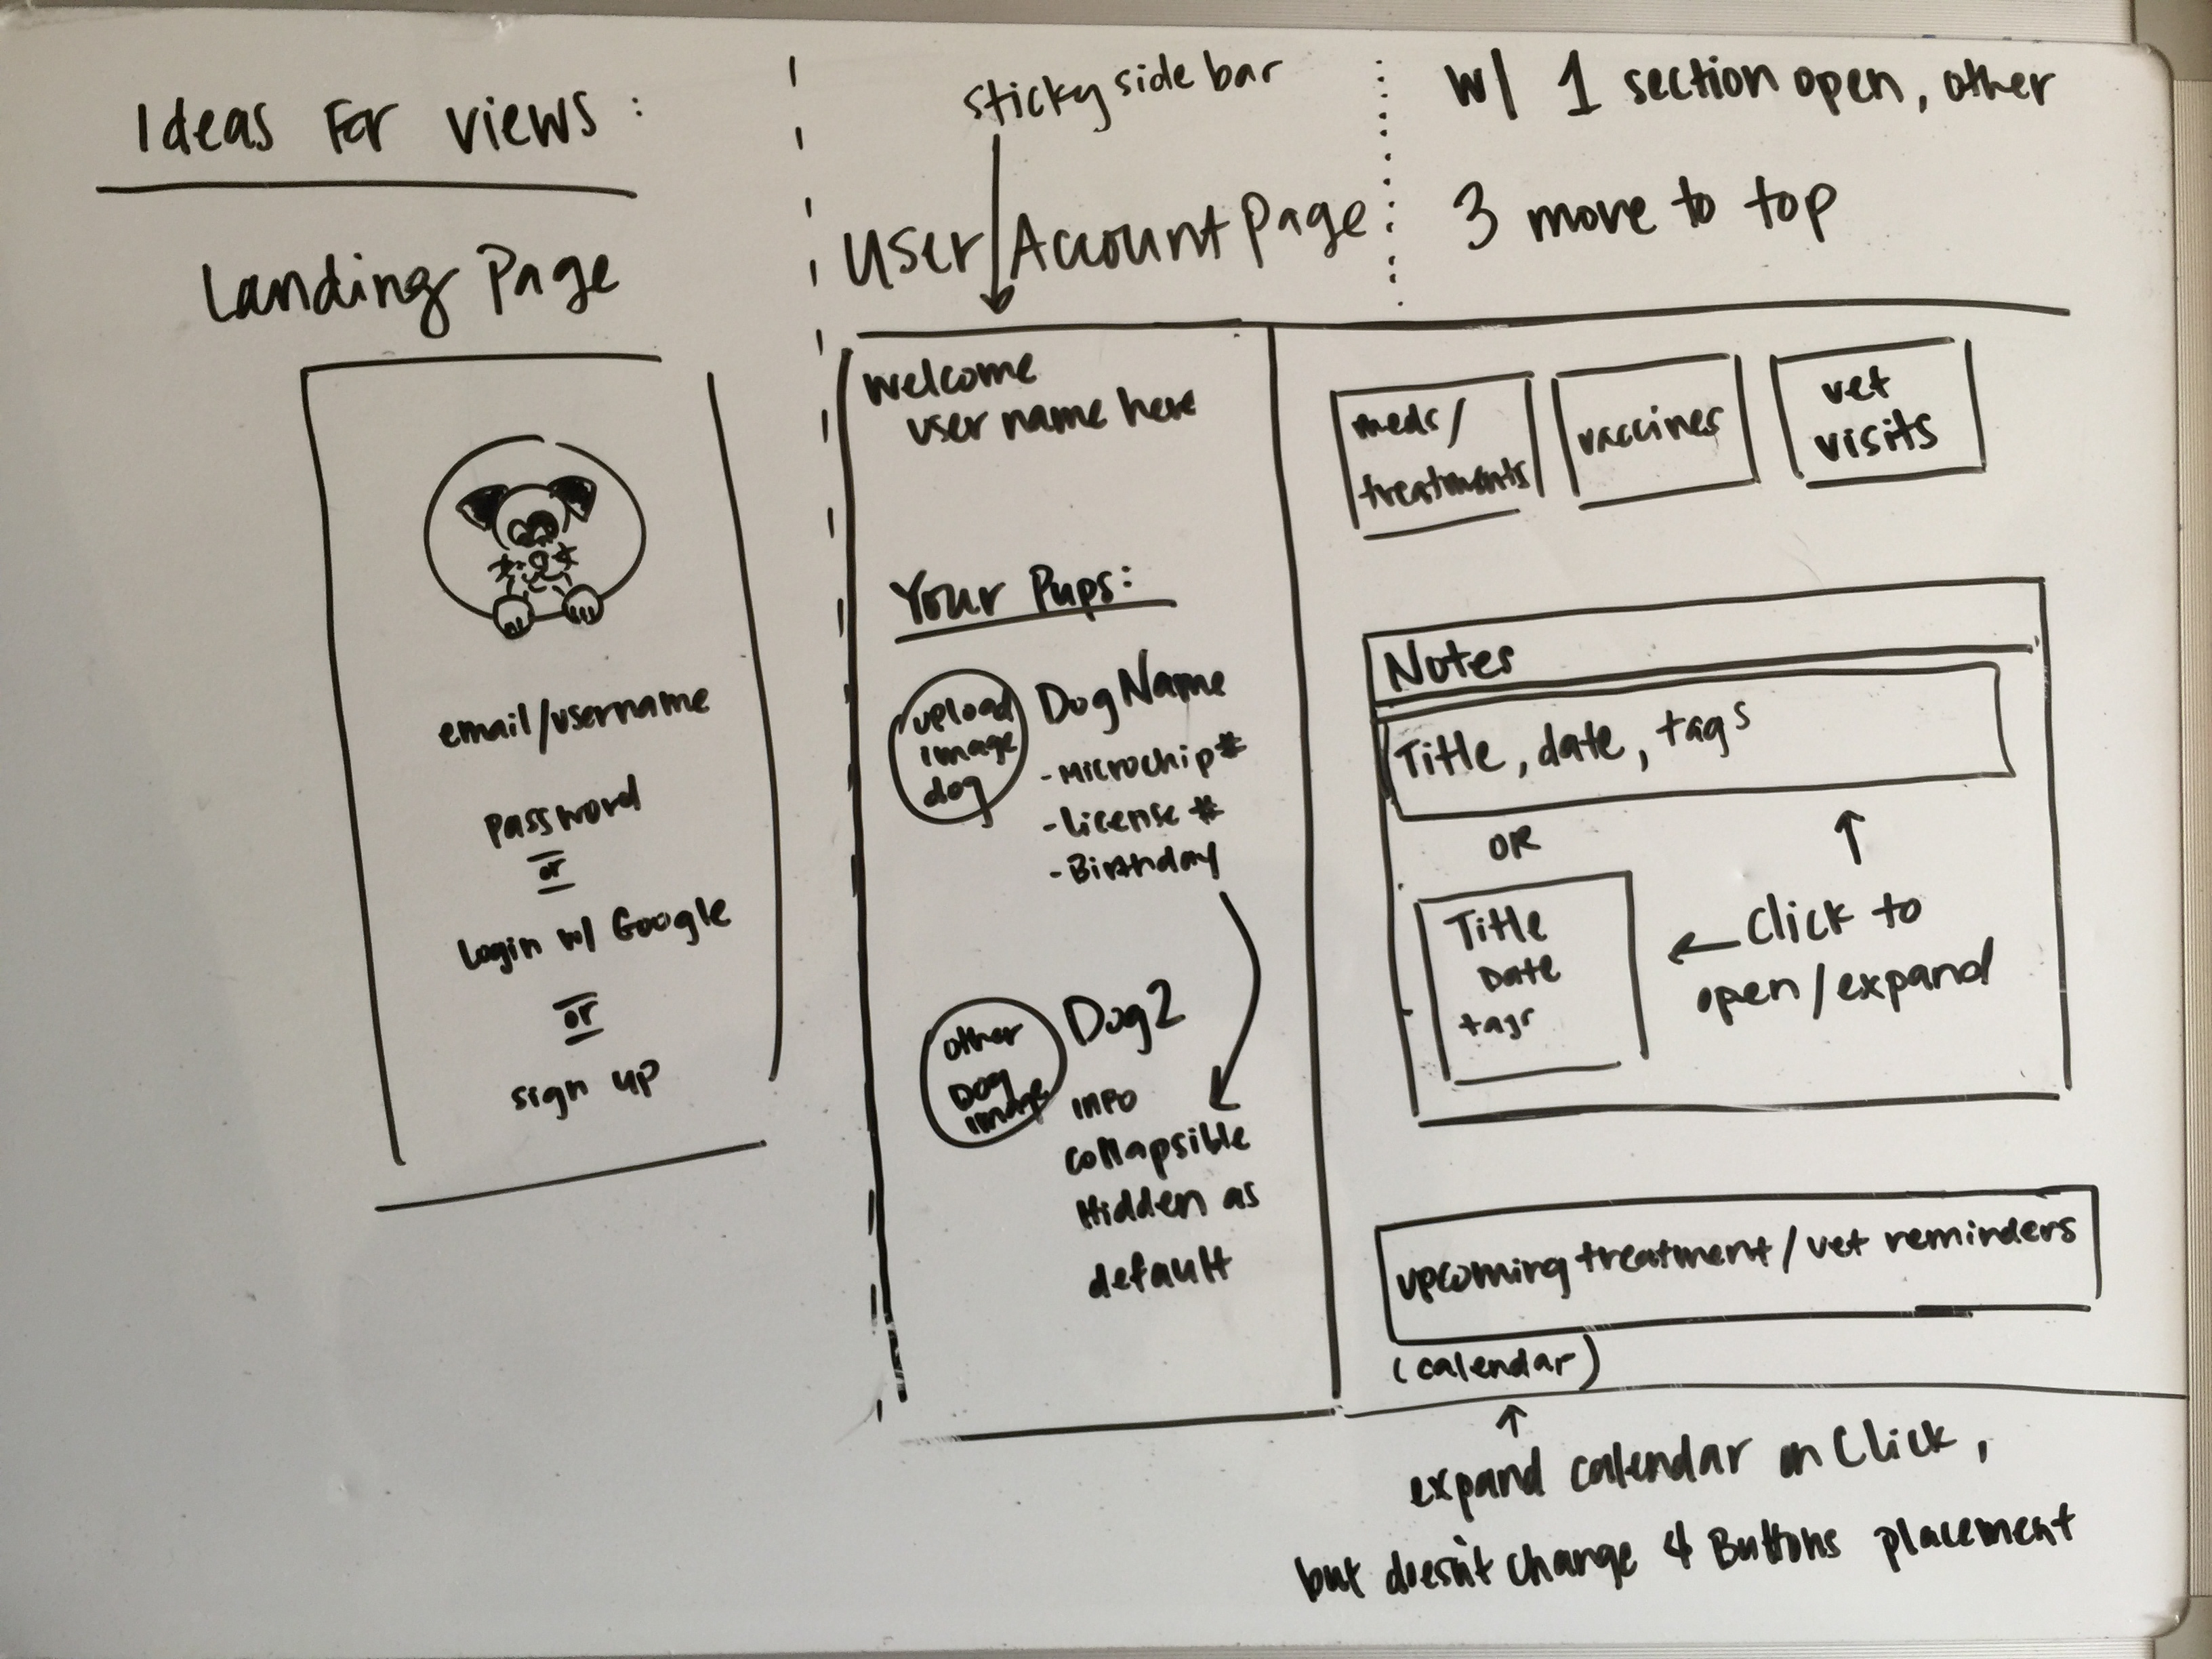 Ideas For views:
Landing Page
email/username
password
or
Login w/ Google
or
sign up
sticky side bar
User/Account Page
welcome
user name here
Your Pups:
upload
image
dog
Dog Name
- Microchip #
- License #
- Birthday
other
Dog
image
Dog 2
INFO
collapsible
Hidden as
default
w/ 1 section open, other
3 move to top
meds/
treatments
vaccines
vet
visits
Notes
Title, date, tags
OR
Title
Date
tags
Click to
open/expand
upcoming treatment/vet reminders
(calendar)
expand calendar on Click,
but doesn't change 4 Buttons placement